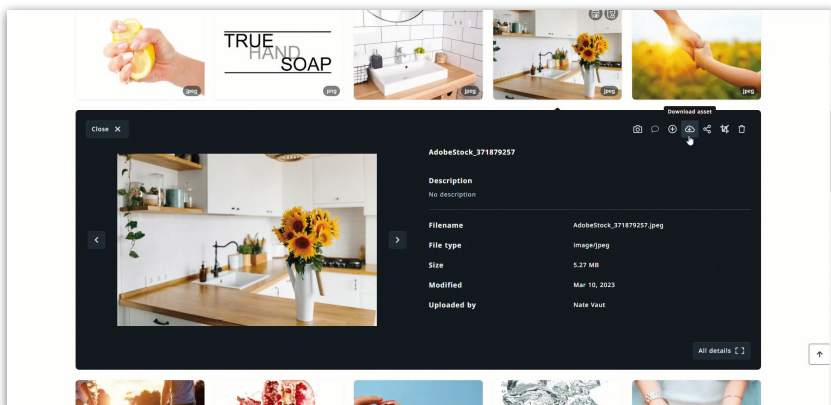 TRUE
HAND
SOAP
jpeg
png
jpeg
jpeg
jpeg
Download asset
Close X
AdobeStock_371879257
Description
No description
Filename AdobeStock_371879257.jpeg
File type image/jpeg
Size 5.27 MB
Modified Mar 10, 2023
Uploaded by Nate Vaut
All details